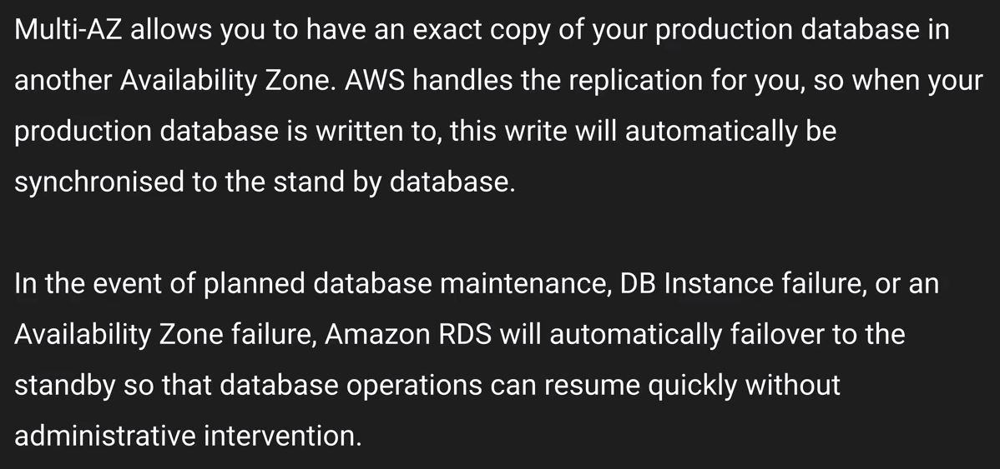 Multi-AZ allows you to have an exact copy of your production database in
another Availability Zone. AWS handles the replication for you, so when your
production database is written to, this write will automatically be
synchronised to the stand by database.
In the event of planned database maintenance, DB Instance failure, or an
Availability Zone failure, Amazon RDS will automatically failover to the
standby so that database operations can resume quickly without
administrative intervention.